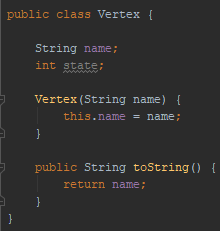 public class Vertex {
String name;
int state;
Vertex(String name) {
this.name = name;
}
public String toString() {
return name;
}
}